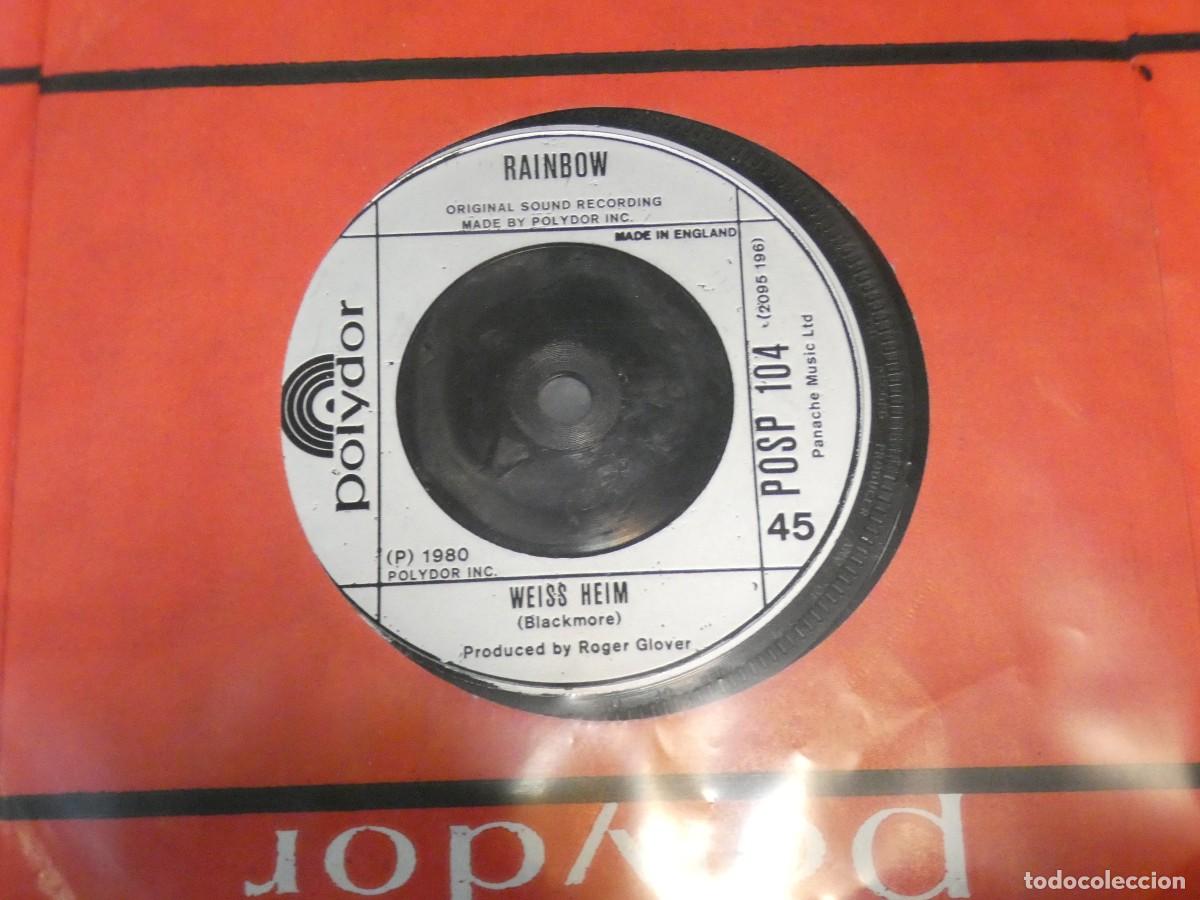 RAINBOW
ORIGINAL SOUND RECORDING
MADE BY POLYDOR INC.
MADE IN ENGLAND
polydor
(2095 196)
POSP 104
Panache Music Ltd
45
(P) 1980
POLYDOR INC.
WEISS HEIM
(Blackmore)
Produced by Roger Glover
polydor
todocoleccion